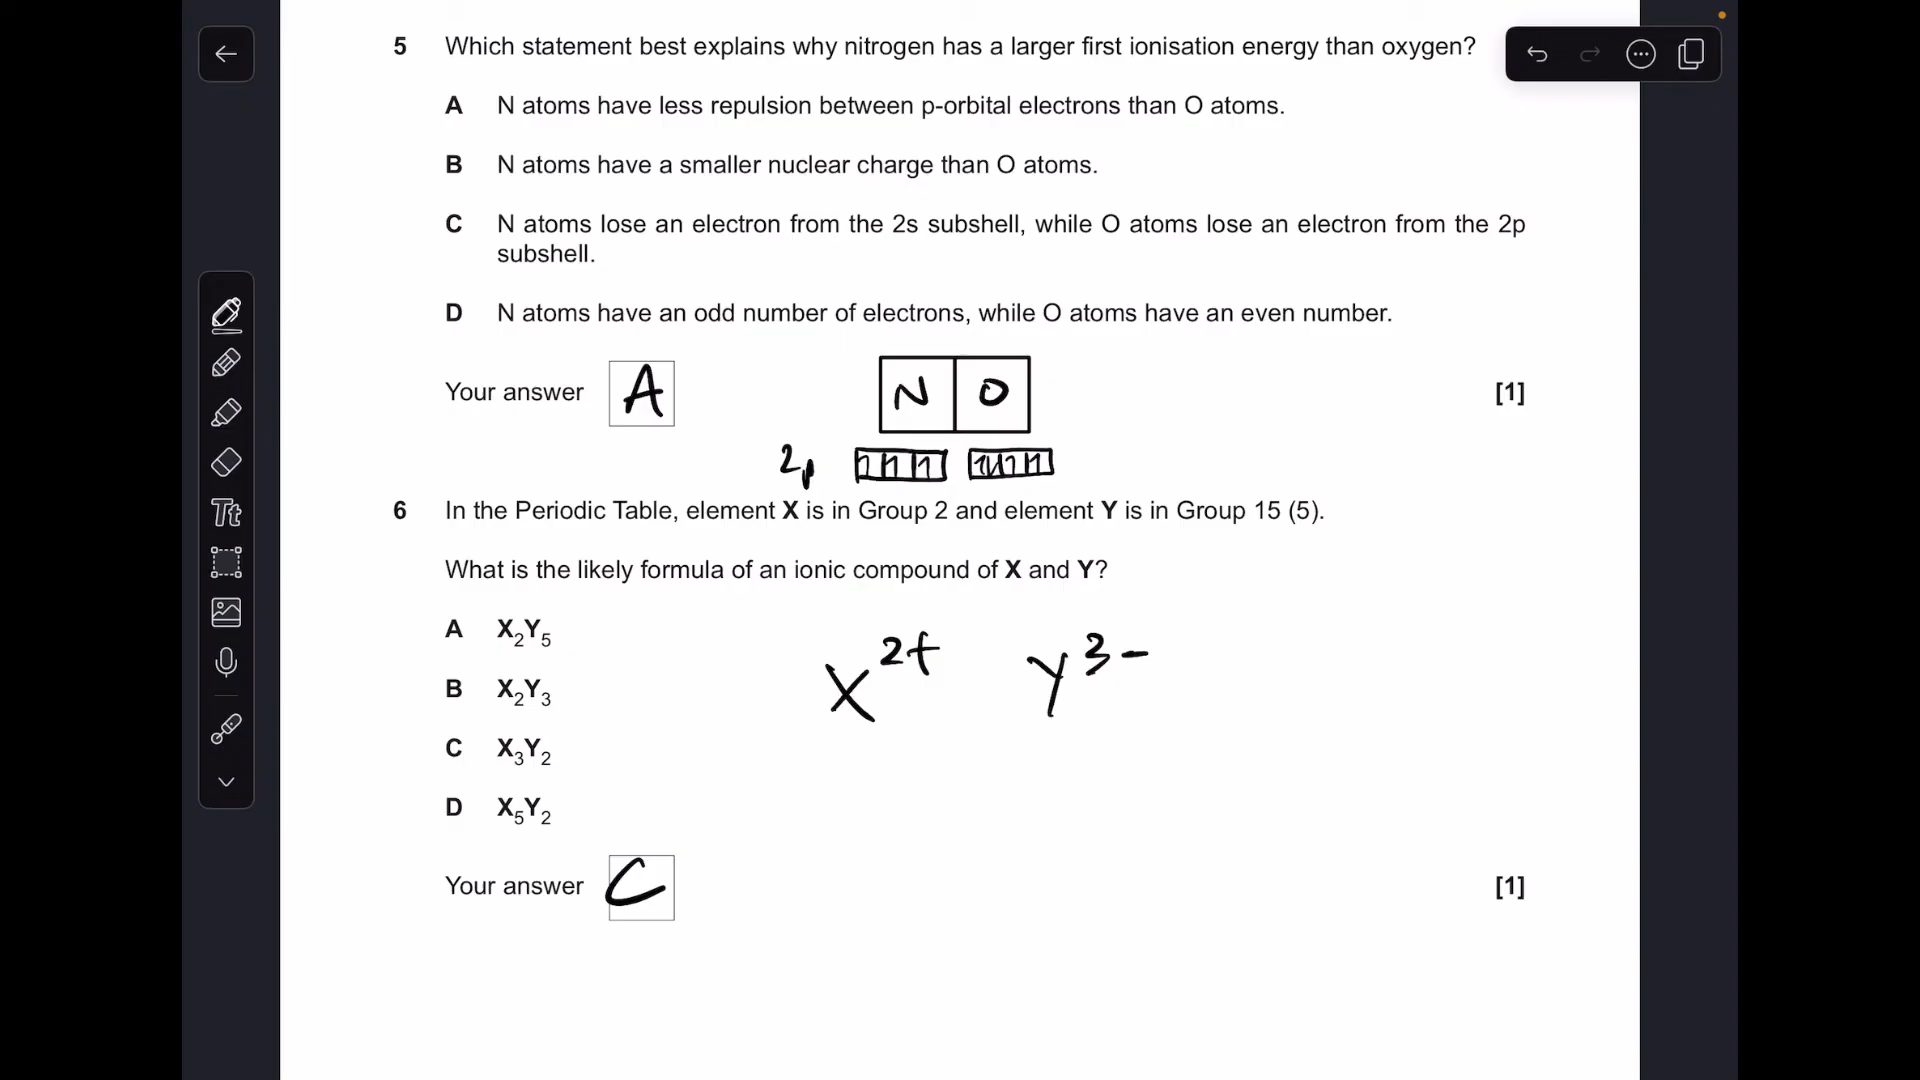 5 Which statement best explains why nitrogen has a larger first ionisation energy than oxygen?
A N atoms have less repulsion between p-orbital electrons than O atoms.
B N atoms have a smaller nuclear charge than O atoms.
C N atoms lose an electron from the 2s subshell, while O atoms lose an electron from the 2p
subshell.
D N atoms have an odd number of electrons, while O atoms have an even number.
Your answer A N O [1]
2p
6 In the Periodic Table, element X is in Group 2 and element Y is in Group 15 (5).
What is the likely formula of an ionic compound of X and Y?
A X₂Y₅
B X₂Y₃
C X₃Y₂
D X₅Y₂
X²⁺ Y³⁻
Your answer C [1]
Tt